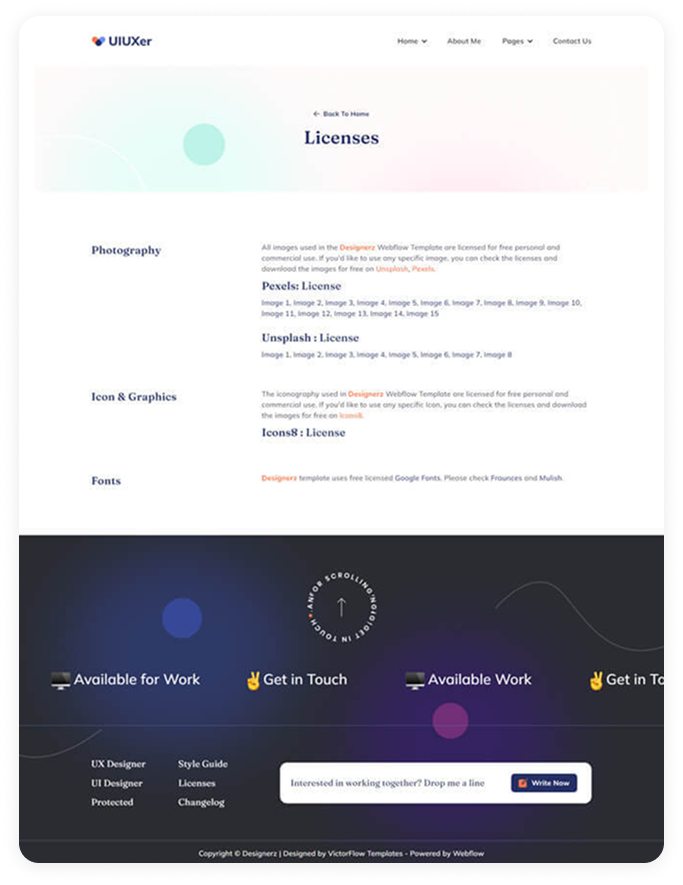 UIUXer
Home About Me Pages Contact Us
← Back To Home
Licenses
Photography
All images used in the Designerz Webflow Template are licensed for free personal and
commercial use. If you'd like to use any specific image, you can check the licenses and
download the images for free on Unsplash, Pexels.
Pexels: License
Image 1, Image 2, Image 3, Image 4, Image 5, Image 6, Image 7, Image 8, Image 9, Image 10,
Image 11, Image 12, Image 13, Image 14, Image 15
Unsplash : License
Image 1, Image 2, Image 3, Image 4, Image 5, Image 6, Image 7, Image 8
Icon & Graphics
The iconography used in Designerz Webflow Template are licensed for free personal and
commercial use. If you'd like to use any specific Icon, you can check the licenses and download
the images for free on Icons8.
Icons8 : License
Fonts
Designerz template uses free licensed Google Fonts. Please check Fraunces and Mulish.
FOR SCROLLING
GET IN TOUCH
Available for Work Get in Touch Available Work Get in To
UX Designer Style Guide
UI Designer Licenses
Protected Changelog
Interested in working together? Drop me a line Write Now
Copyright © Designerz | Designed by VictorFlow Templates - Powered by Webflow